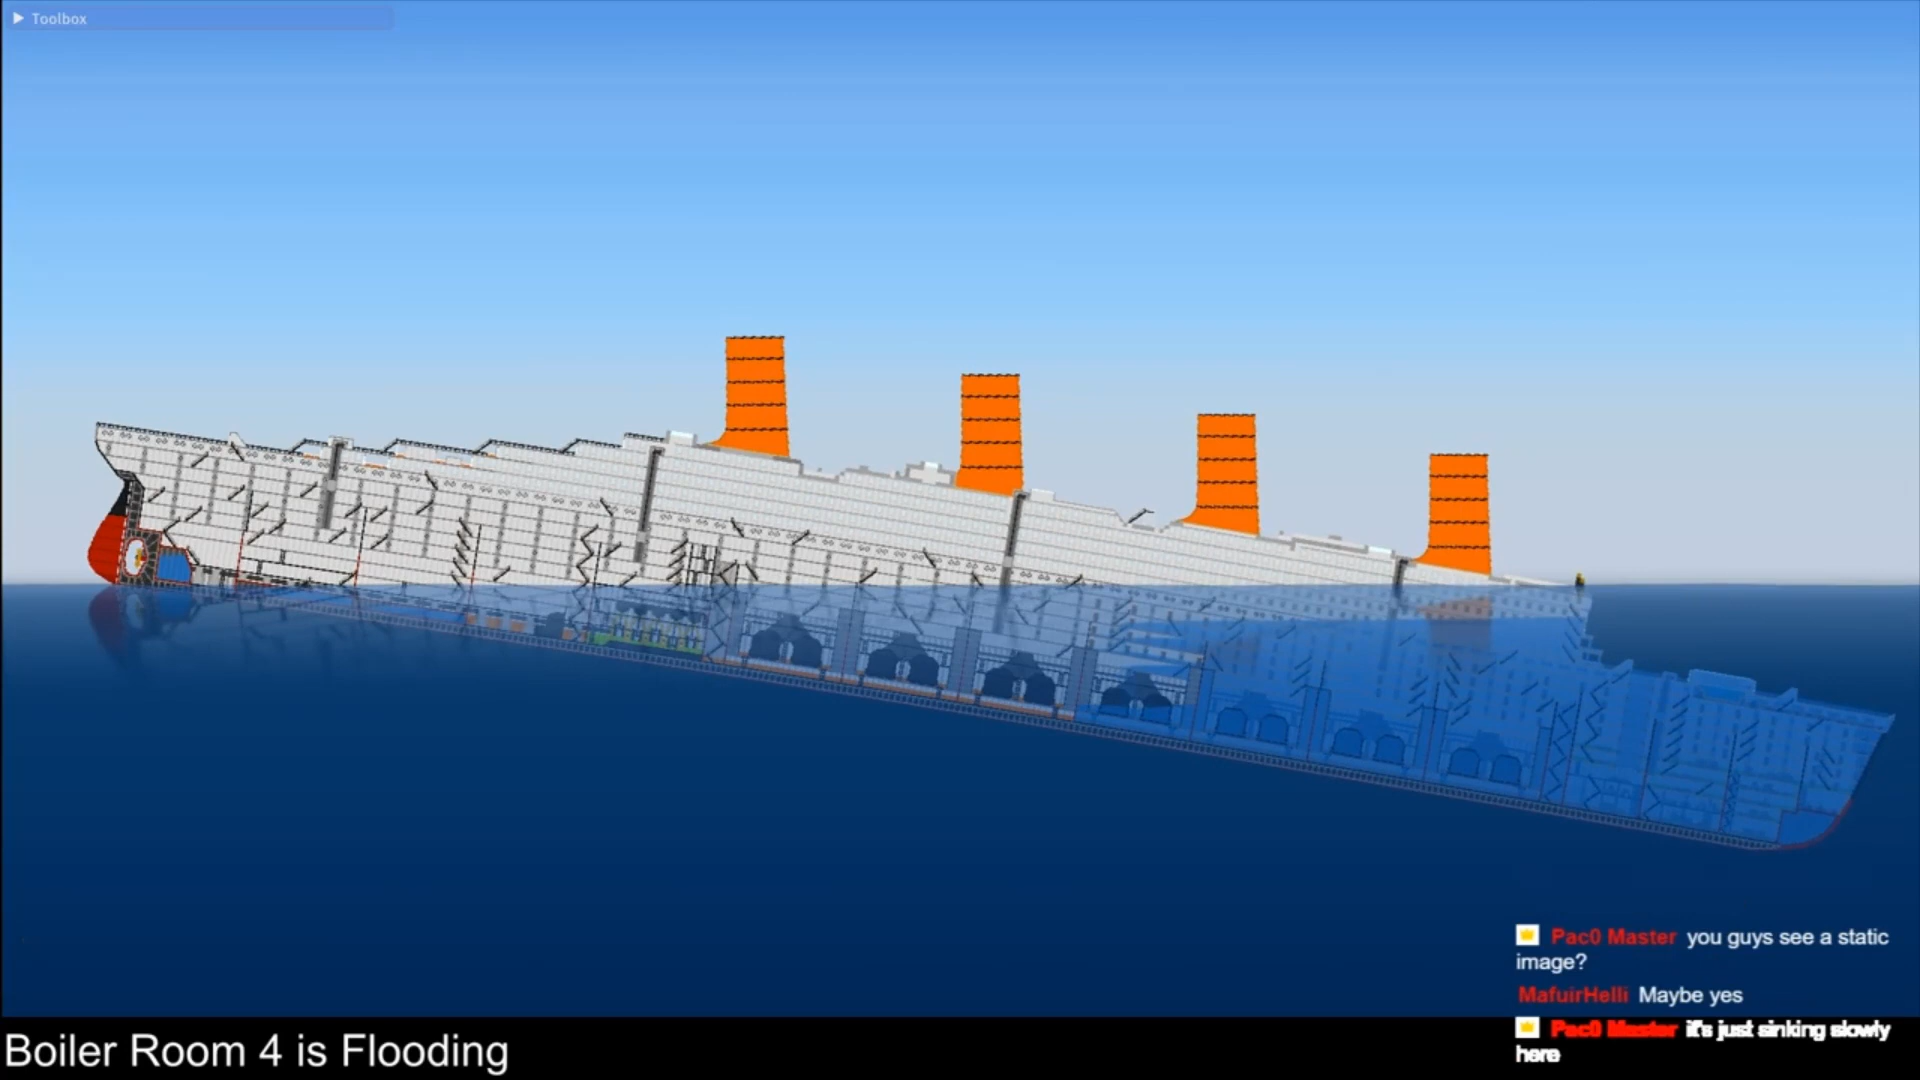 Toolbox
Pac0 Master you guys see a static
image?
MafuirHelli Maybe yes
Pac0 Master it's just sinking slowly
here
Boiler Room 4 is Flooding